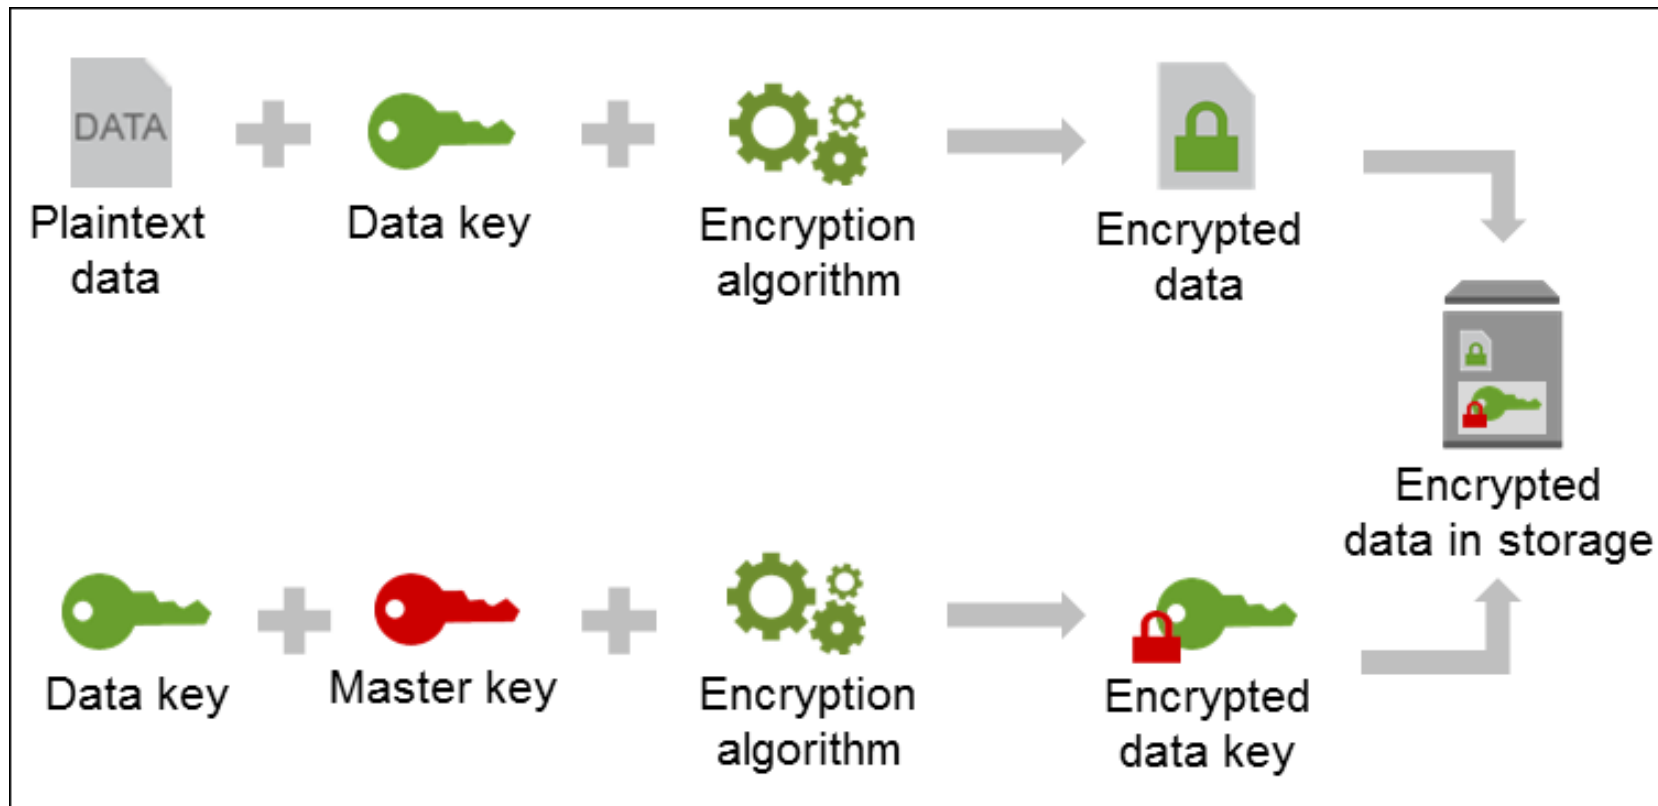 DATA
Plaintext
data
Data key
Encryption
algorithm
Encrypted
data
Encrypted
data in storage
Data key
Master key
Encryption
algorithm
Encrypted
data key